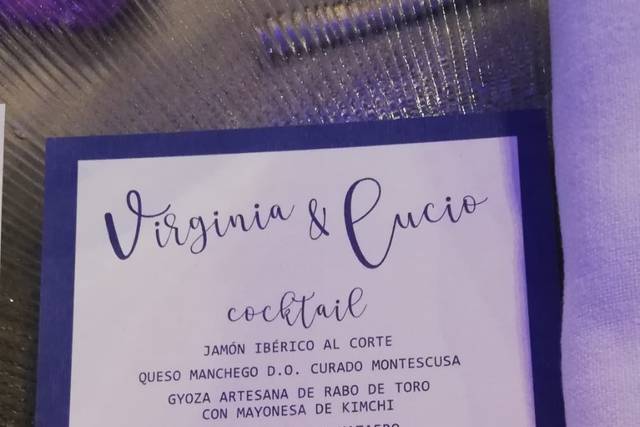 Virginia & Lucio
cocktail
JAMÓN IBÉRICO AL CORTE
QUESO MANCHEGO D.O. CURADO MONTESCUSA
GYOZA ARTESANA DE RABO DE TORO
CON MAYONESA DE KIMCHI